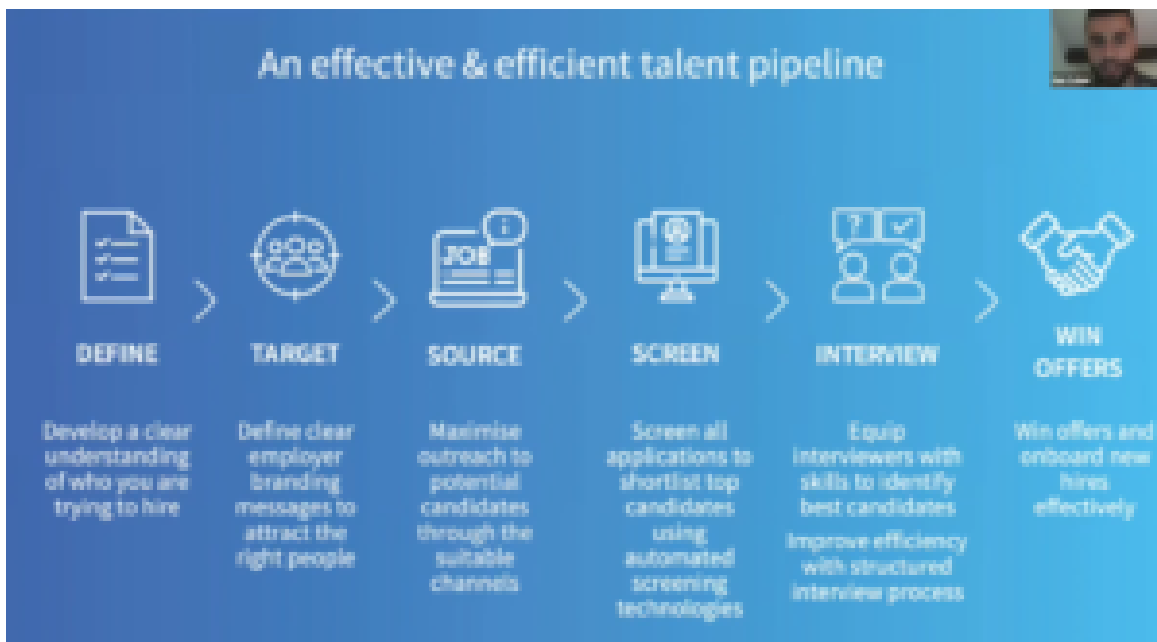 An effective & efficient talent pipeline
JOB
DEFINE
Develop a clear
understanding
of who you are
trying to hire
TARGET
Define clear
employer
branding
messages to
attract the
right people
SOURCE
Maximise
outreach to
potential
candidates
through the
suitable
channels
SCREEN
Screen all
applications to
shortlist top
candidates
using
automated
screening
technologies
INTERVIEW
Equip
interviewers with
skills to identify
best candidates
Improve efficiency
with structured
interview process
WIN
OFFERS
Win offers and
onboard new
hires
effectively